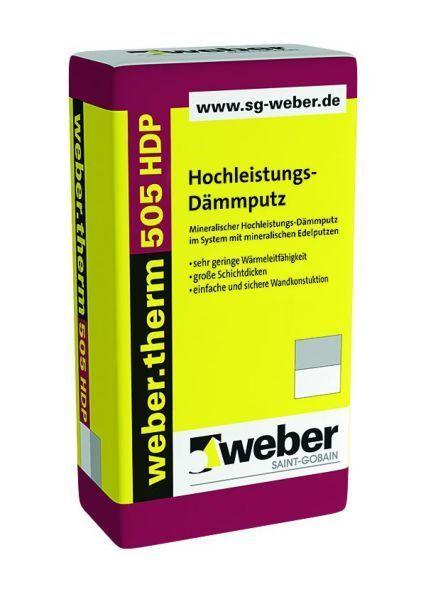 weber
www.sg-weber.de
weber.therm 505 HDP
weber.therm 505 HDP
Hochleistungs-
Dämmputz
Mineralischer Hochleistungs-Dämmputz
im System mit mineralischen Edelputzen
• sehr geringe Wärmeleitfähigkeit
• große Schichtdicken
• einfache und sichere Wandkonstuktion
weber
SAINT-GOBAIN